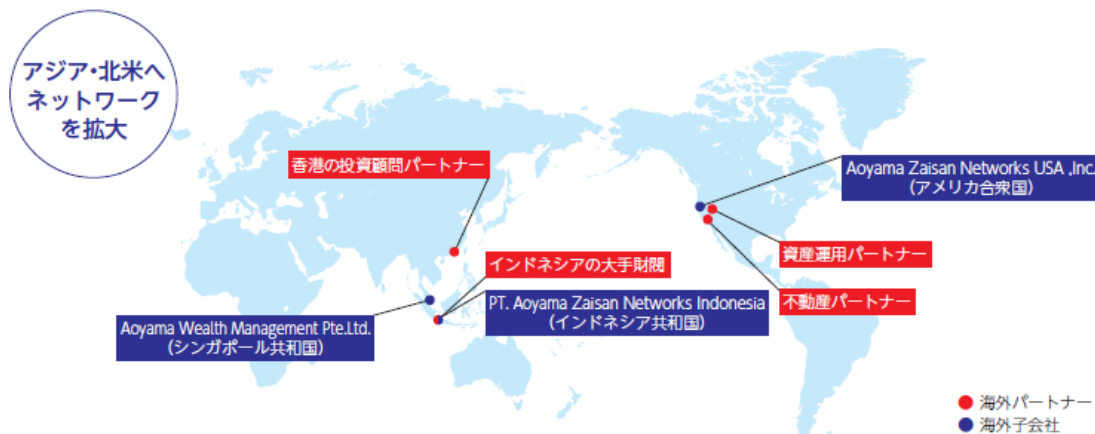 アジア・北米へ
ネットワーク
を拡大
香港の投資顧問パートナー
Aoyama Zaisan Networks USA ,Inc.
(アメリカ合衆国)
資産運用パートナー
インドネシアの大手財閥
不動産パートナー
PT. Aoyama Zaisan Networks Indonesia
(インドネシア共和国)
Aoyama Wealth Management Pte.Ltd.
(シンガポール共和国)
海外パートナー
海外子会社